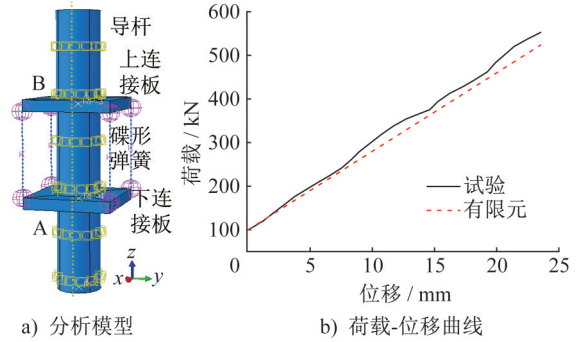 导杆
上连
接板
B
碟形
弹簧
下连
接板
A
z
x
y
a) 分析模型
600
500
400
300
200
100
0
5
10
15
20
25
荷载 / kN
位移 / mm
试验
有限元
b) 荷载-位移曲线